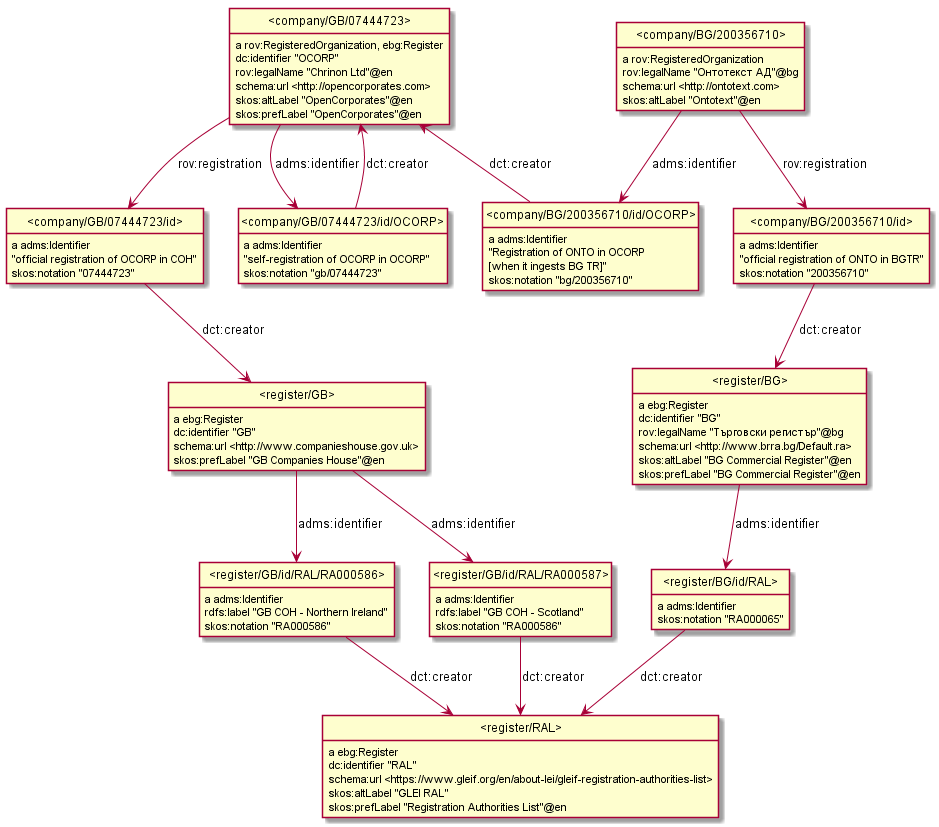 <company/GB/07444723>
a rov:RegisteredOrganization, ebg:Register
dc:identifier "OCORP"
rov:legalName "Chrinon Ltd"@en
schema:url <http://opencorporates.com>
skos:altLabel "OpenCorporates"@en
skos:prefLabel "OpenCorporates"@en
<company/BG/200356710>
a rov:RegisteredOrganization
rov:legalName "Онтотекст АД"@bg
schema:url <http://ontotext.com>
skos:altLabel "Ontotext"@en
rov:registration
adms:identifier
dct:creator
dct:creator
adms:identifier
rov:registration
<company/GB/07444723/id>
a adms:Identifier
"official registration of OCORP in COH"
skos:notation "07444723"
<company/GB/07444723/id/OCORP>
a adms:Identifier
"self-registration of OCORP in OCORP"
skos:notation "gb/07444723"
<company/BG/200356710/id/OCORP>
a adms:Identifier
"Registration of ONTO in OCORP
[when it ingests BG TR]"
skos:notation "bg/200356710"
<company/BG/200356710/id>
a adms:Identifier
"official registration of ONTO in BGTR"
skos:notation "200356710"
dct:creator
dct:creator
<register/GB>
a ebg:Register
dc:identifier "GB"
schema:url <http://www.companieshouse.gov.uk>
skos:prefLabel "GB Companies House"@en
<register/BG>
a ebg:Register
dc:identifier "BG"
rov:legalName "Търговски регистър"@bg
schema:url <http://www.brra.bg/Default.ra>
skos:altLabel "BG Commercial Register"@en
skos:prefLabel "BG Commercial Register"@en
adms:identifier
adms:identifier
adms:identifier
<register/GB/id/RAL/RA000586>
a adms:Identifier
rdfs:label "GB COH - Northern Ireland"
skos:notation "RA000586"
<register/GB/id/RAL/RA000587>
a adms:Identifier
rdfs:label "GB COH - Scotland"
skos:notation "RA000586"
<register/BG/id/RAL>
a adms:Identifier
skos:notation "RA000065"
dct:creator
dct:creator
dct:creator
<register/RAL>
a ebg:Register
dc:identifier "RAL"
schema:url <https://www.gleif.org/en/about-lei/gleif-registration-authorities-list>
skos:altLabel "GLEI RAL"
skos:prefLabel "Registration Authorities List"@en